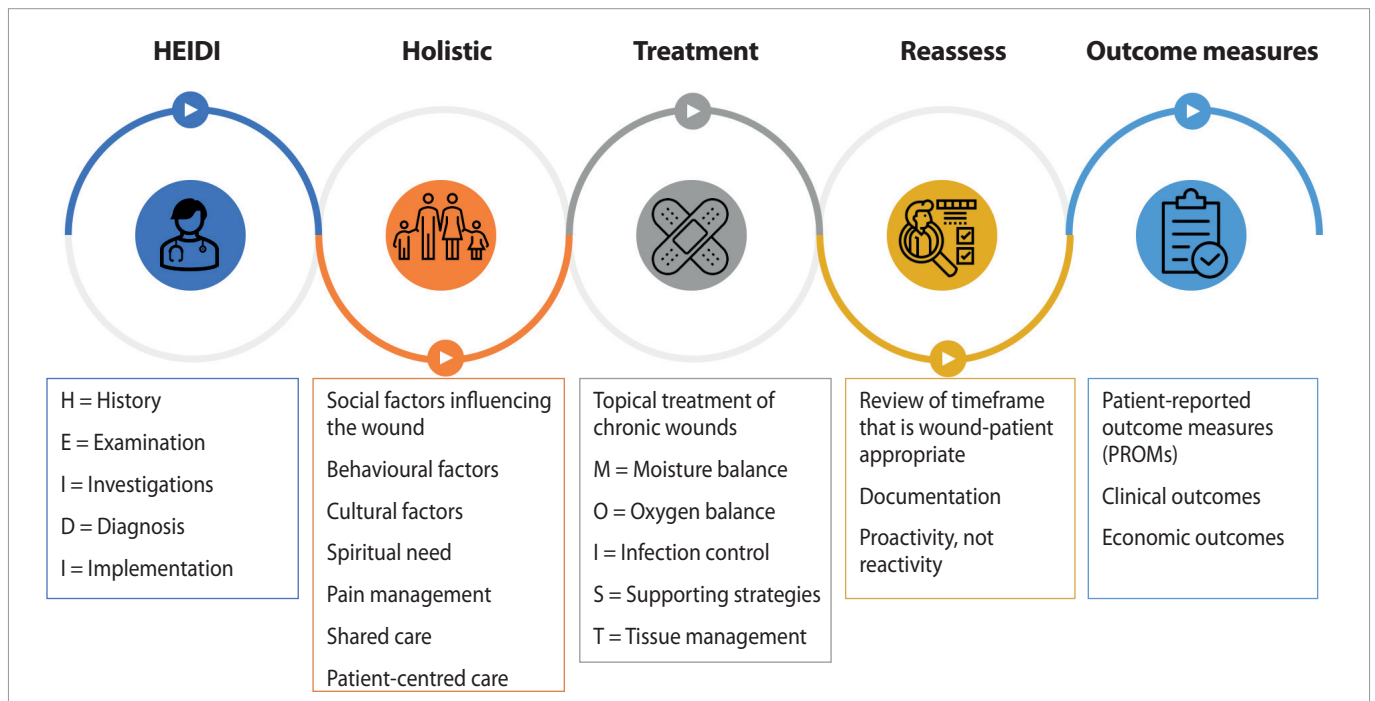 HEIDI
Holistic
Treatment
Reassess
Outcome measures
H = History
E = Examination
I = Investigations
D = Diagnosis
I = Implementation
Social factors influencing
the wound
Behavioural factors
Cultural factors
Spiritual need
Pain management
Shared care
Patient-centred care
Topical treatment of
chronic wounds
M = Moisture balance
O = Oxygen balance
I = Infection control
S = Supporting strategies
T = Tissue management
Review of timeframe
that is wound-patient
appropriate
Documentation
Proactivity, not
reactivity
Patient-reported
outcome measures
(PROMs)
Clinical outcomes
Economic outcomes